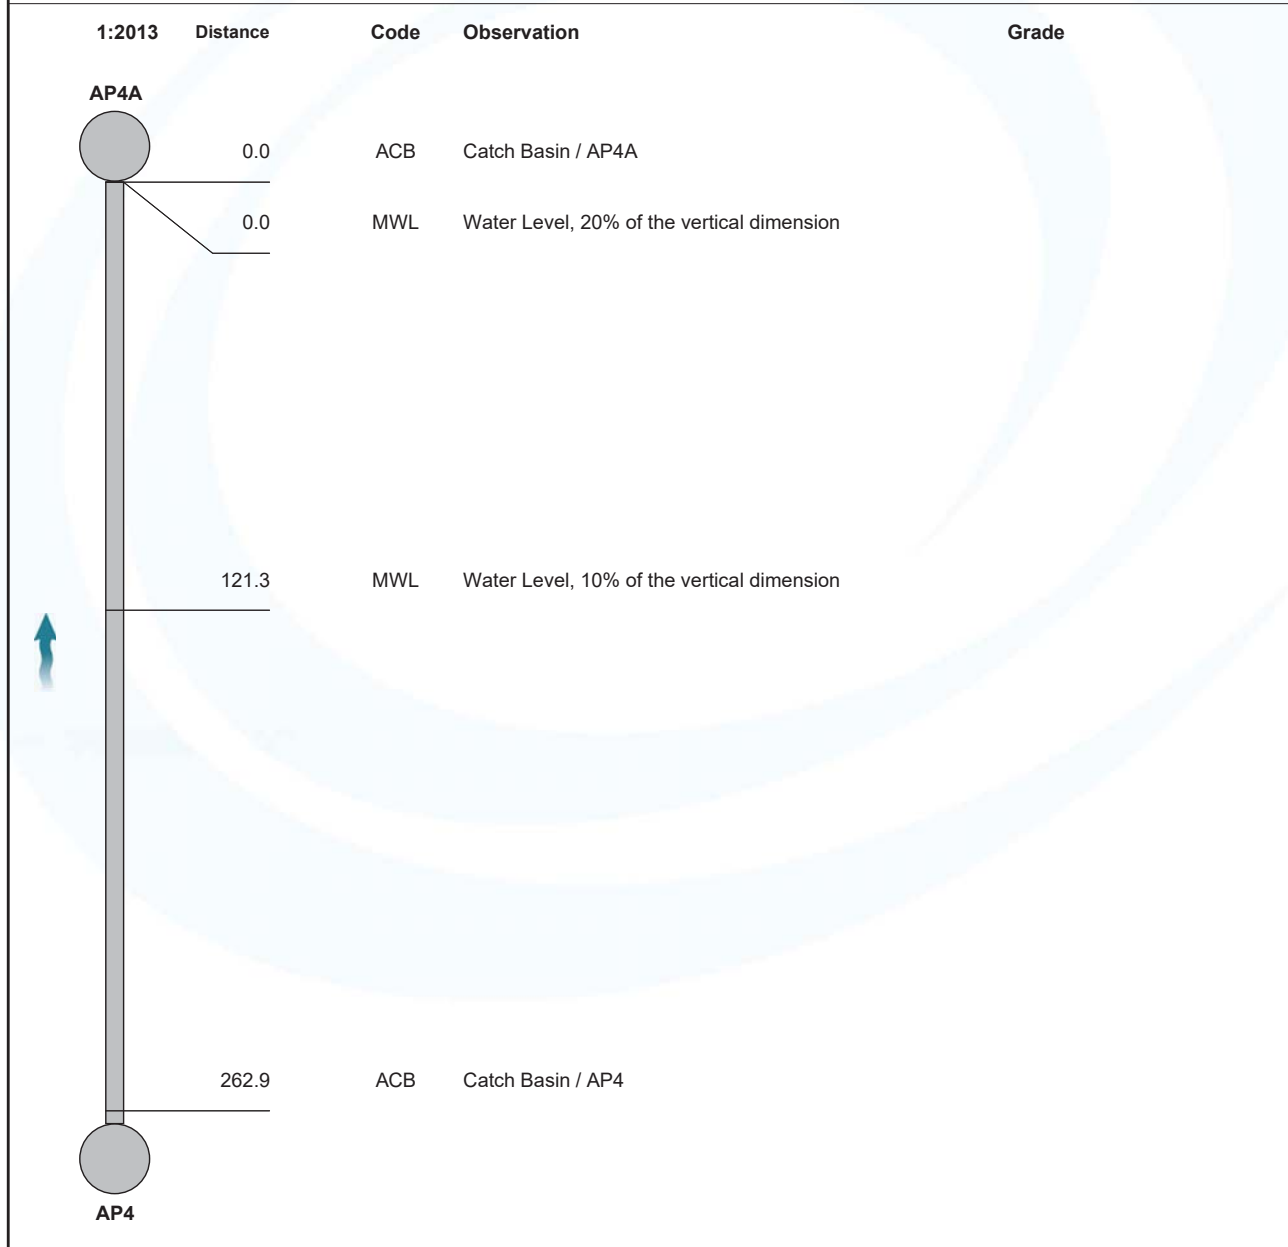 1:2013 Distance Code Observation Grade
AP4A
0.0 ACB Catch Basin / AP4A
0.0 MWL Water Level, 20% of the vertical dimension
121.3 MWL Water Level, 10% of the vertical dimension
262.9 ACB Catch Basin / AP4
AP4